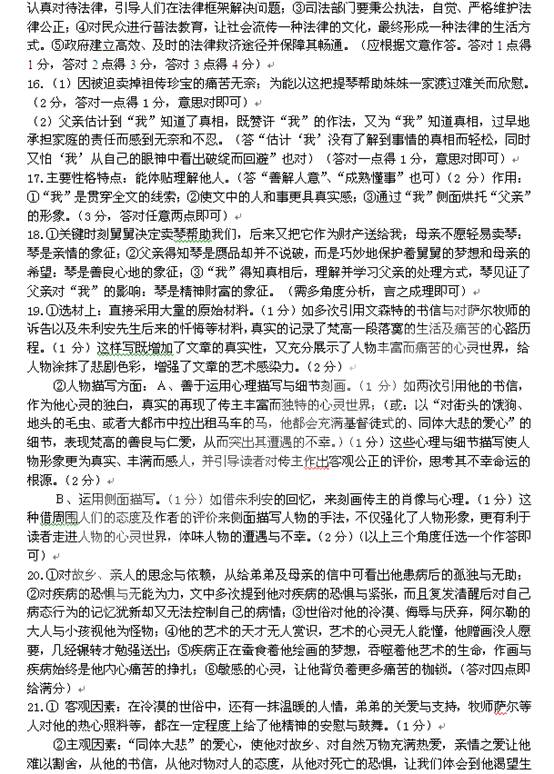 认真对待法律，引导人们在法律框架解决问题；③司法部门要秉公执法，自觉、严格维护法
律公正；④对民众进行普法教育，让社会流传一种法律的文化，最终形成一种法律的生活方
式。⑤政府建立高效、及时的法律救济途径并保障其畅通。（应根据文意作答。答对 1 点得
1 分，答对 2 点得 3 分，答对 3 点得 4 分）
16.（1）因被迫卖掉祖传珍宝的痛苦无奈；为能以这把提琴帮助妹妹一家渡过难关而欣慰。
（2 分，答对一点得 1 分，意思对即可）
（2）父亲估计到“我”知道了真相，既赞许“我”的作法，又为“我”知道真相，过早地
承担家庭的责任而感到无奈和不忍。（答“估计‘我’没有了解到事情的真相而轻松，同时
又怕‘我’从自己的眼神中看出破绽而回避”也对）（答对一点得 1 分，意思对即可）
17.主要性格特点：能体贴理解他人。（答“善解人意”、“成熟懂事”也可）（2 分）作用：
①“我”是贯穿全文的线索；②使文中的人和事更具真实感；③通过“我”侧面烘托“父亲”
的形象。（3 分，答对任意两点即可）
18.①关键时刻舅舅决定卖琴帮助我们，后来又把它作为财产送给我；母亲不愿轻易卖琴：
琴是亲情的象征；②父亲得知琴是赝品却并不说破，而是巧妙地保护着舅舅的梦想和母亲的
希望：琴是善良心地的象征；③“我”得知真相后，理解并学习父亲的处理方式，琴见证了
父亲对“我”的影响：琴是精神财富的象征。（需多角度分析，言之成理即可）
19.①选材上：直接采用大量的原始材料。（1 分）如多次引用文森特的书信与对萨尔牧师的
诉告以及朱利安先生后来的忏悔等材料，真实的记录了梵高一段落寞的生活及痛苦的心路历
程。（1 分）这样写既增加了文章的真实性，又充分展示了人物丰富而痛苦的心灵世界，给
人物涂抹了悲剧色彩，增强了文章的艺术感染力。（2 分）
②人物描写方面：A、善于运用心理描写与细节刻画。（1 分）如两次引用他的书信，
作为他心灵的独白，真实的再现了传主丰富而独特的心灵世界；（或：以“对街头的饿狗、
地头的毛虫、或者大都市中拉出租马车的马，他都会充满基督徒式的、同体大悲的爱心”的
细节，表现梵高的善良与仁爱，从而突出其遭遇的不幸。）（1 分）这些心理与细节描写使人
物形象更为真实、丰满而感人，并引导读者对传主作出客观公正的评价，思考其不幸命运的
根源。（2 分）
B、运用侧面描写。（1 分）如借朱利安的回忆，来刻画传主的肖像与心理。（1 分）这
种借周围人们的态度及作者的评价来侧面描写人物的手法，不仅强化了人物形象，更有利于
读者走进人物的心灵世界，体味人物的遭遇与不幸。（2 分）（以上三个角度任选一个作答即
可）
20.①对故乡、亲人的思念与依赖，从给弟弟及母亲的信中可看出他患病后的孤独与无助；
②对疾病的恐惧与无能为力，文中多次提到他对疾病的恐惧与紧张，而且复发清醒后对自己
病态行为的记忆犹新却又无法控制自己的病情；③世俗对他的冷漠、侮辱与厌弃，阿尔勒的
大人与小孩视他为怪物；④他的艺术的天才无人赏识，艺术的心灵无人能懂，他赠画没人愿
要，几经辗转才勉强送出；⑤疾病正在蚕食着他绘画的梦想，吞噬着他艺术的生命，作画与
疾病始终是他内心痛苦的挣扎；⑥敏感的心灵，让他背负着更多痛苦的枷锁。（答对四点即
给满分）
21.① 客观因素：在冷漠的世俗中，还有一抹温暖的人情，弟弟的关爱与支持，牧师萨尔等
人对他的热心照料等，都在一定程度上给了他精神的安慰与鼓舞。（1 分）
②主观因素：“同体大悲”的爱心，使他对故乡、对自然万物充满热爱，亲情之爱让他
难以割舍，从他的书信，从他对物对人的态度，从他对死亡的恐惧，让我们体会到他渴望生